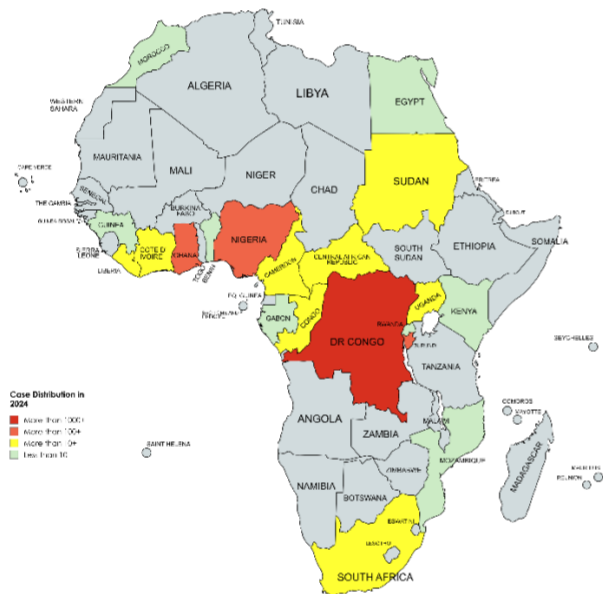 TUNISIA
MOROCCO
ALGERIA
LIBYA
EGYPT
WESTERN
SAHARA
MAURITANIA
MALI
NIGER
CHAD
SUDAN
ERITREA
CAPE VERDE
SENEGAL
THE GAMBIA
GUINEA BISSAU
GUINEA
SIERRA
LEONE
LIBERIA
COTE D'
IVOIRE
BURKINA
FASO
GHANA
TOGO
BENIN
NIGERIA
CAMEROON
CENTRAL AFRICAN
REPUBLIC
SOUTH
SUDAN
ETHIOPIA
SOMALIA
EQ. GUINEA
GABON
CONGO
DR CONGO
UGANDA
RWANDA
KENYA
TANZANIA
SEYCHELLES
COMOROS
MAYOTTE
ANGOLA
ZAMBIA
MALAWI
MOZAMBIQUE
ZIMBABWE
MADAGASCAR
MAURITIUS
REUNION
SAINT HELENA
NAMIBIA
BOTSWANA
ESWATINI
LESOTHO
SOUTH AFRICA
Case Distribution in
2024
More than 1000+
More than 100+
More than 10+
Less than 10